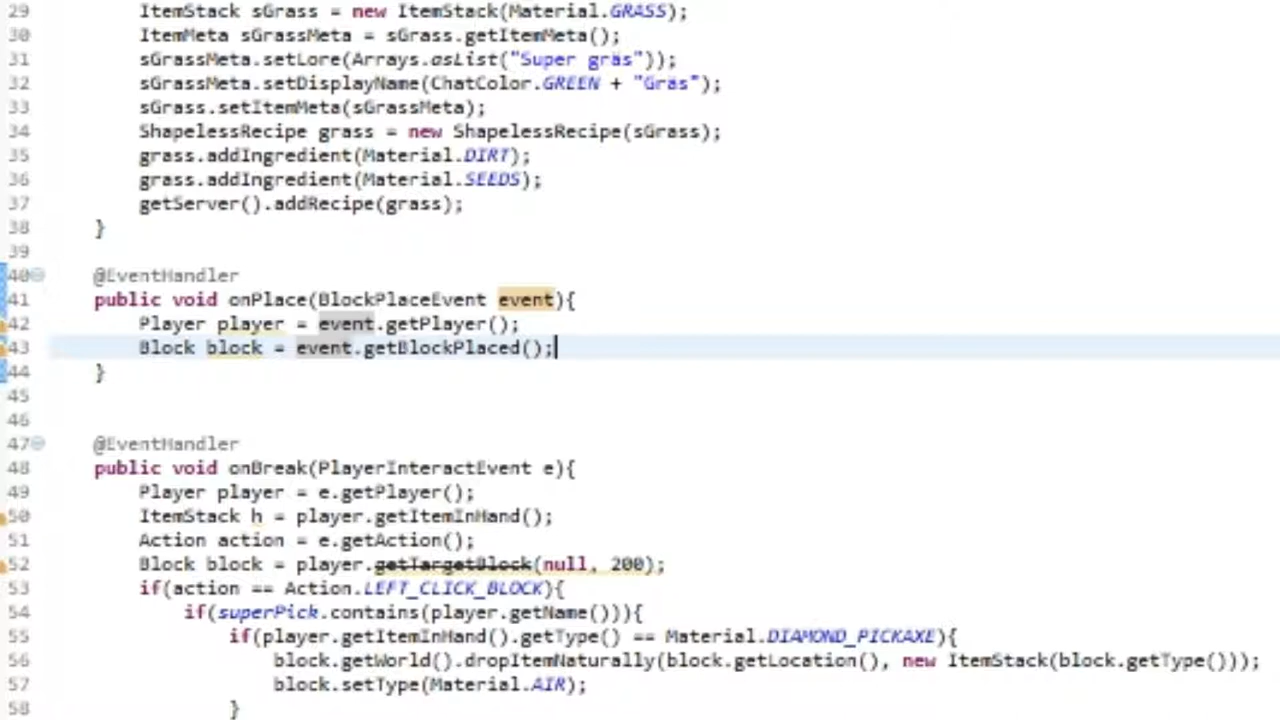 29 ItemStack sGrass = new ItemStack(Material.GRASS);
30 ItemMeta sGrassMeta = sGrass.getItemMeta();
31 sGrassMeta.setLore(Arrays.asList("Super gräs"));
32 sGrassMeta.setDisplayName(ChatColor.GREEN + "Gräs");
33 sGrass.setItemMeta(sGrassMeta);
34 ShapelessRecipe grass = new ShapelessRecipe(sGrass);
35 grass.addIngredient(Material.DIRT);
36 grass.addIngredient(Material.SEEDS);
37 getServer().addRecipe(grass);
38 }
39
40 @EventHandler
41 public void onPlace(BlockPlaceEvent event){
42 Player player = event.getPlayer();
43 Block block = event.getBlockPlaced();
44 }
45
46
47 @EventHandler
48 public void onBreak(PlayerInteractEvent e){
49 Player player = e.getPlayer();
50 ItemStack h = player.getItemInHand();
51 Action action = e.getAction();
52 Block block = player.getTargetBlock(null, 200);
53 if(action == Action.LEFT_CLICK_BLOCK){
54 if(superPick.contains(player.getName())){
55 if(player.getItemInHand().getType() == Material.DIAMOND_PICKAXE){
56 block.getWorld().dropItemNaturally(block.getLocation(), new ItemStack(block.getType()));
57 block.setType(Material.AIR);
58 }